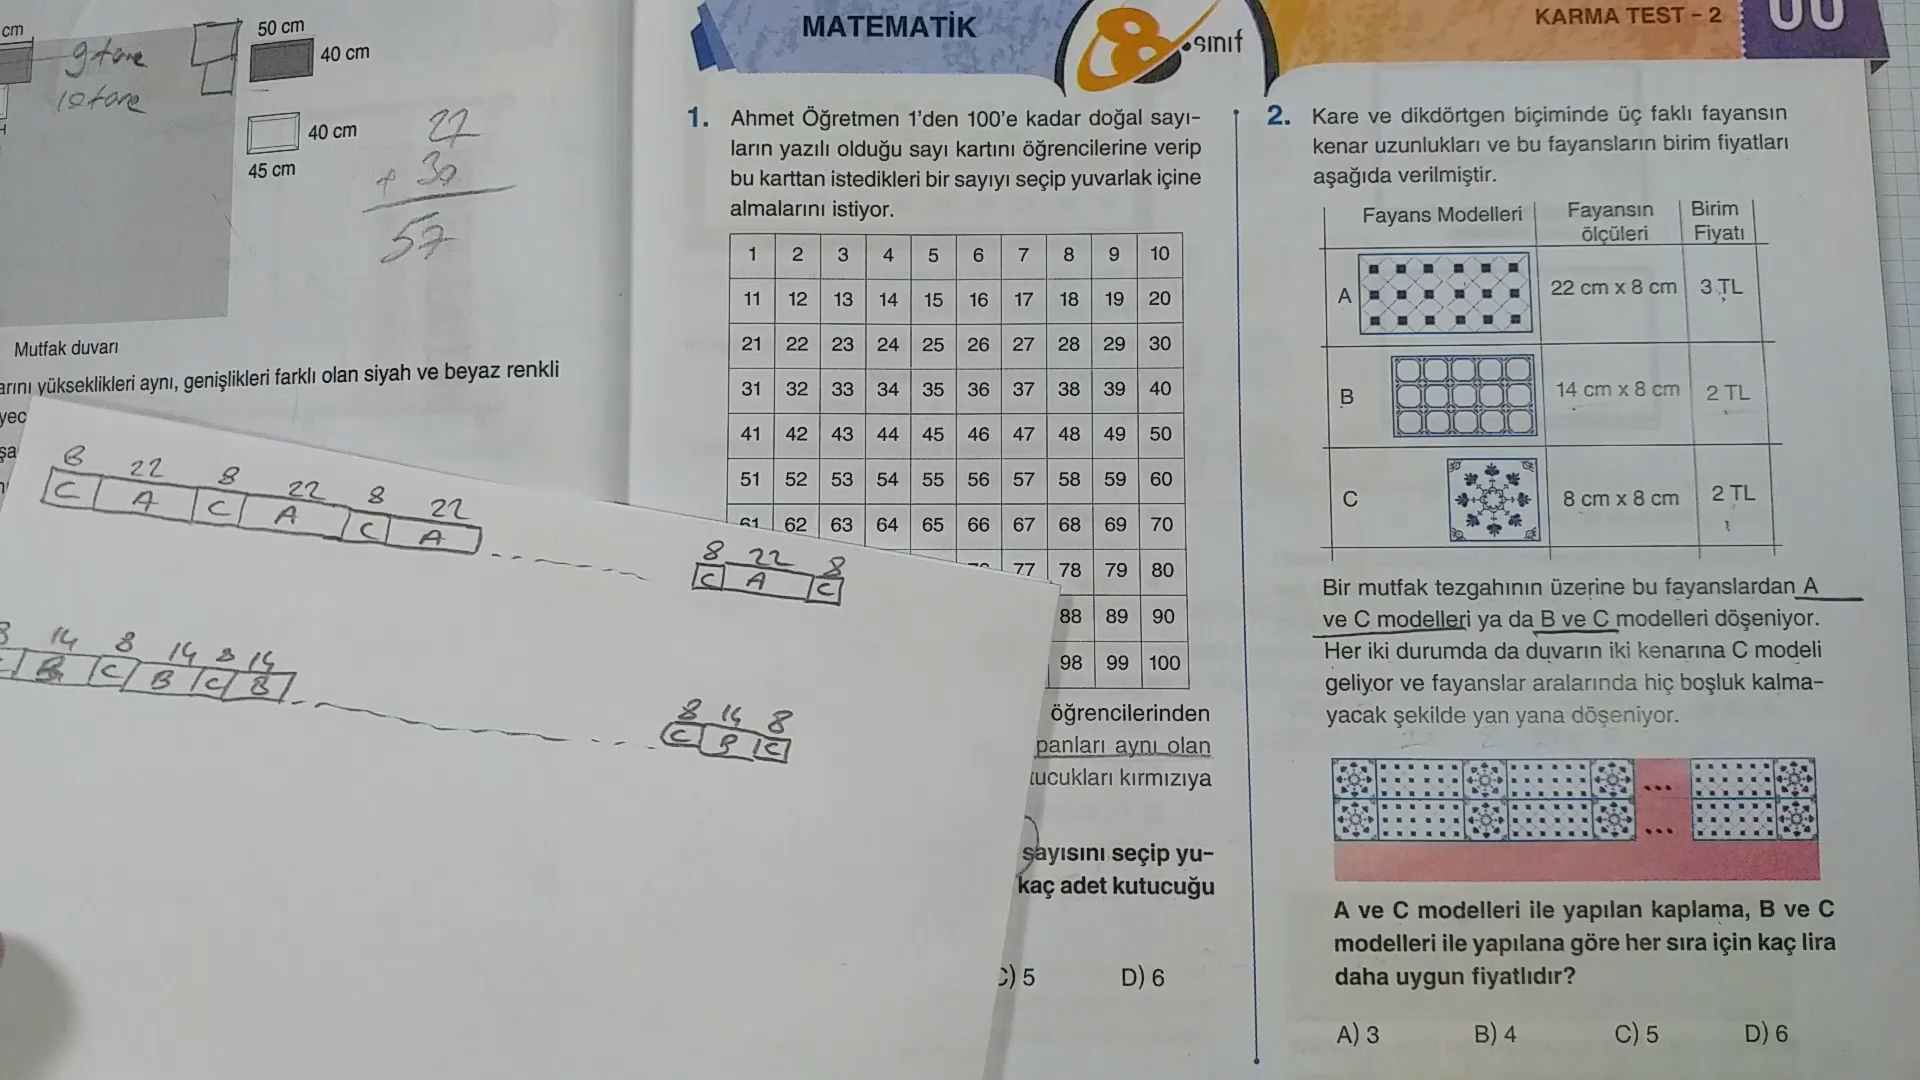 cm
50 cm
40 cm
9 tane
10 tane
40 cm
45 cm
27
+ 30
57
Mutfak duvarı
arını yükseklikleri aynı, genişlikleri farklı olan siyah ve beyaz renkli
yec
şa
8 22 8 22 8 22
C A C A C A
8 22 8
C A C
14 8 14 8 14
B C B C B
8 14 8
C B C
MATEMATİK
8.sınıf
KARMA TEST - 2
1. Ahmet Öğretmen 1'den 100'e kadar doğal sayı-
ların yazılı olduğu sayı kartını öğrencilerine verip
bu karttan istedikleri bir sayıyı seçip yuvarlak içine
almalarını istiyor.
1 2 3 4 5 6 7 8 9 10
11 12 13 14 15 16 17 18 19 20
21 22 23 24 25 26 27 28 29 30
31 32 33 34 35 36 37 38 39 40
41 42 43 44 45 46 47 48 49 50
51 52 53 54 55 56 57 58 59 60
61 62 63 64 65 66 67 68 69 70
77 78 79 80
88 89 90
98 99 100
öğrencilerinden
panları aynı olan
tucukları kırmızıya
sayısını seçip yu-
kaç adet kutucuğu
C) 5 D) 6
2. Kare ve dikdörtgen biçiminde üç faklı fayansın
kenar uzunlukları ve bu fayansların birim fiyatları
aşağıda verilmiştir.
Fayans Modelleri Fayansın ölçüleri Birim Fiyatı
A 22 cm x 8 cm 3 TL
B 14 cm x 8 cm 2 TL
C 8 cm x 8 cm 2 TL
Bir mutfak tezgahının üzerine bu fayanslardan A
ve C modelleri ya da B ve C modelleri döşeniyor.
Her iki durumda da duvarın iki kenarına C modeli
geliyor ve fayanslar aralarında hiç boşluk kalma-
yacak şekilde yan yana döşeniyor.
... 
...
A ve C modelleri ile yapılan kaplama, B ve C
modelleri ile yapılana göre her sıra için kaç lira
daha uygun fiyatlıdır?
A) 3 B) 4 C) 5 D) 6